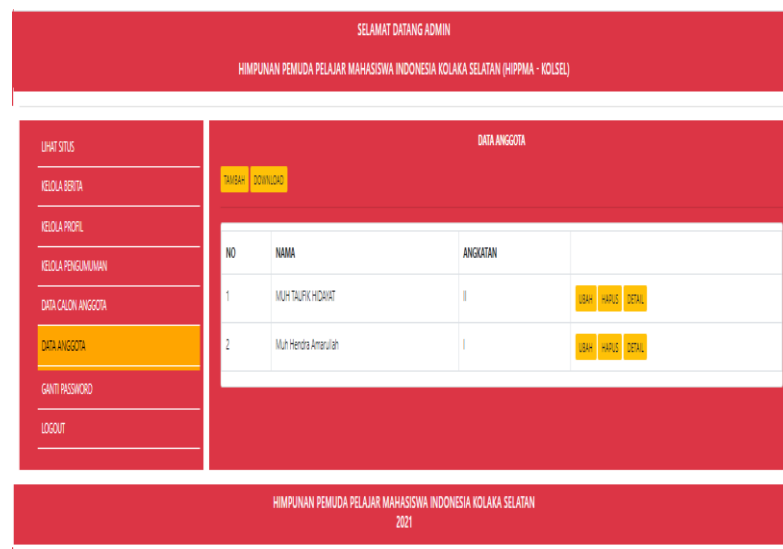 SELAMAT DATANG ADMIN
HIMPUNAN PEMUDA PELAJAR MAHASISWA INDONESIA KOLAKA SELATAN (HIPPMA - KOLSEL)
LIHAT SITUS
KELOLA BERITA
KELOLA PROFIL
KELOLA PENGUMUMAN
DATA CALON ANGGOTA
DATA ANGGOTA
GANTI PASSWORD
LOGOUT
DATA ANGGOTA
TAMBAH DOWNLOAD
NO NAMA ANGKATAN
1 MUH TAUFIK HIDAYAT II UBAH HAPUS DETAIL
2 Muh Hendra Amarullah I UBAH HAPUS DETAIL
HIMPUNAN PEMUDA PELAJAR MAHASISWA INDONESIA KOLAKA SELATAN
2021